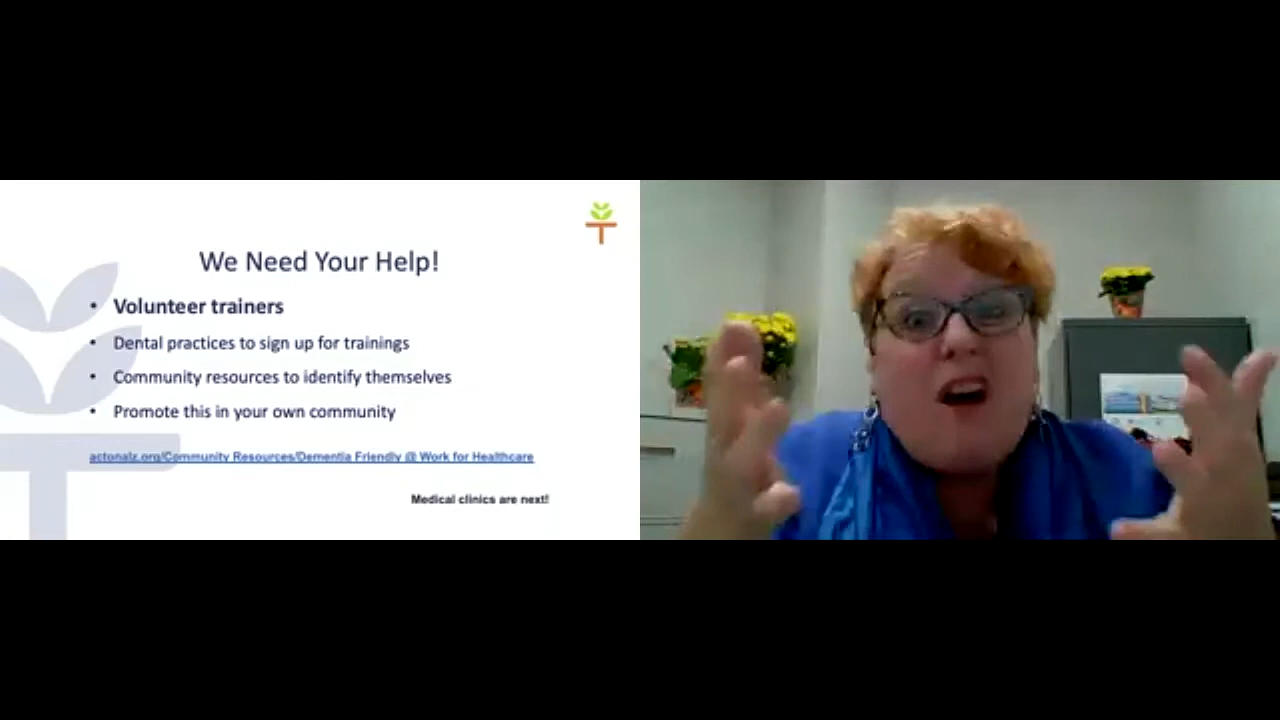 We Need Your Help!
• Volunteer trainers
• Dental practices to sign up for trainings
• Community resources to identify themselves
• Promote this in your own community
actonalz.org/Community Resources/Dementia Friendly @ Work for Healthcare
Medical clinics are next!